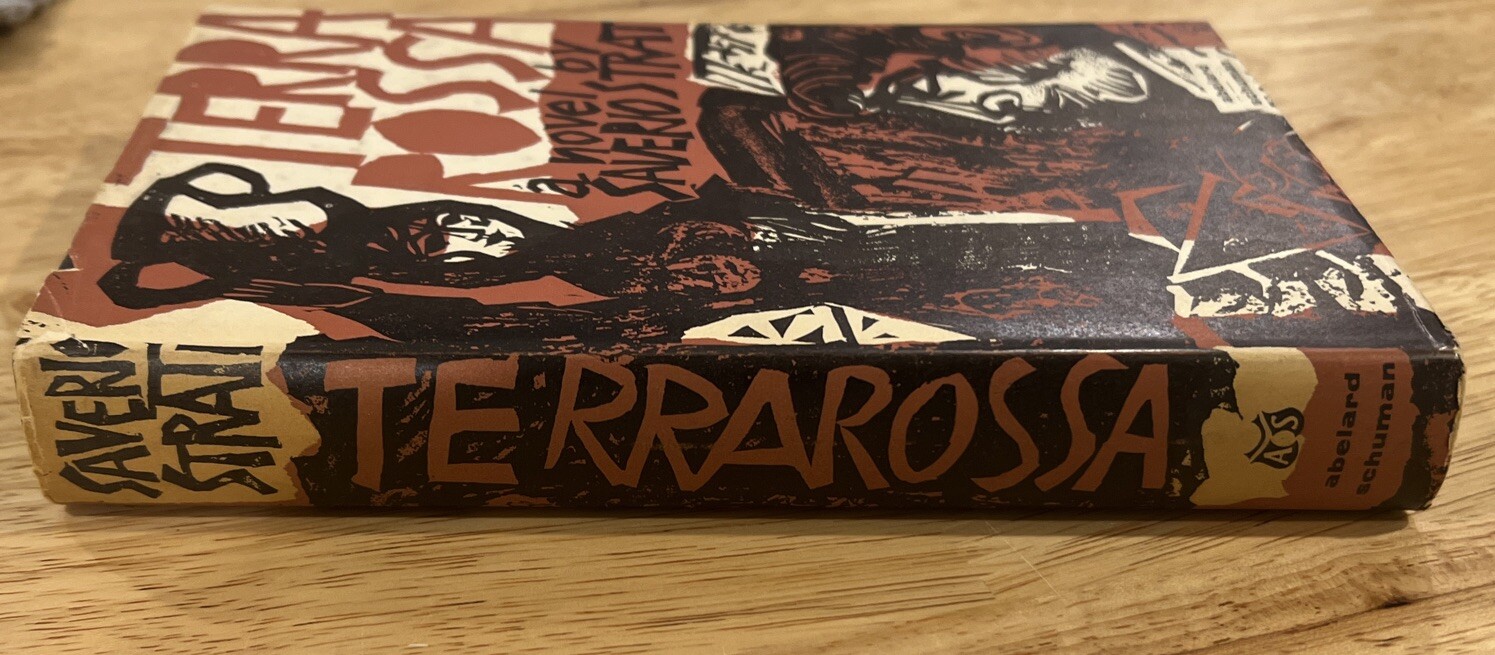 TERRA
ROSSA
a novel by
SAVERIO STRATI
SAVERIO
STRATI
TERRAROSSA
AS
abelard
schuman